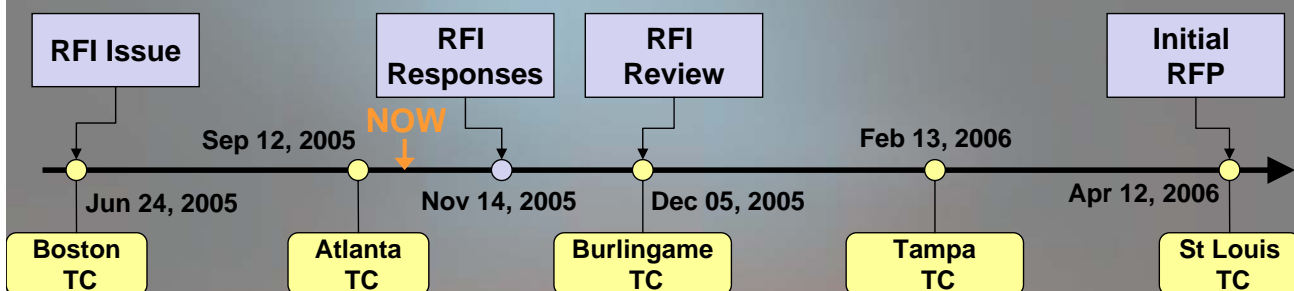 RFI Issue
RFI
Responses
RFI
Review
Initial
RFP
NOW
Sep 12, 2005
Feb 13, 2006
Jun 24, 2005
Nov 14, 2005
Dec 05, 2005
Apr 12, 2006
Boston
TC
Atlanta
TC
Burlingame
TC
Tampa
TC
St Louis
TC